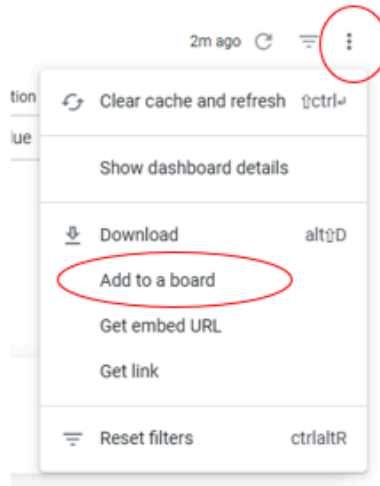 2m ago
tion
Clear cache and refresh ⇧ctrl↵
lue
Show dashboard details
Download alt⇧D
Add to a board
Get embed URL
Get link
Reset filters ctrlaltR